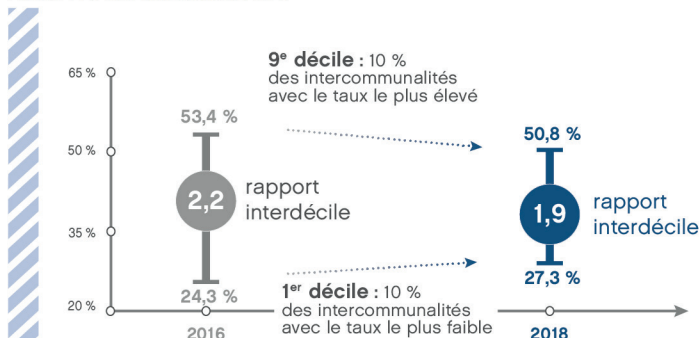 9e décile : 10 %
des intercommunalités
avec le taux le plus élevé
65 %
53,4 %
50,8 %
50 %
2,2
rapport
interdécile
1,9
rapport
interdécile
35 %
24,3 %
27,3 %
20 %
1er décile : 10 %
des intercommunalités
avec le taux le plus faible
2016
2018